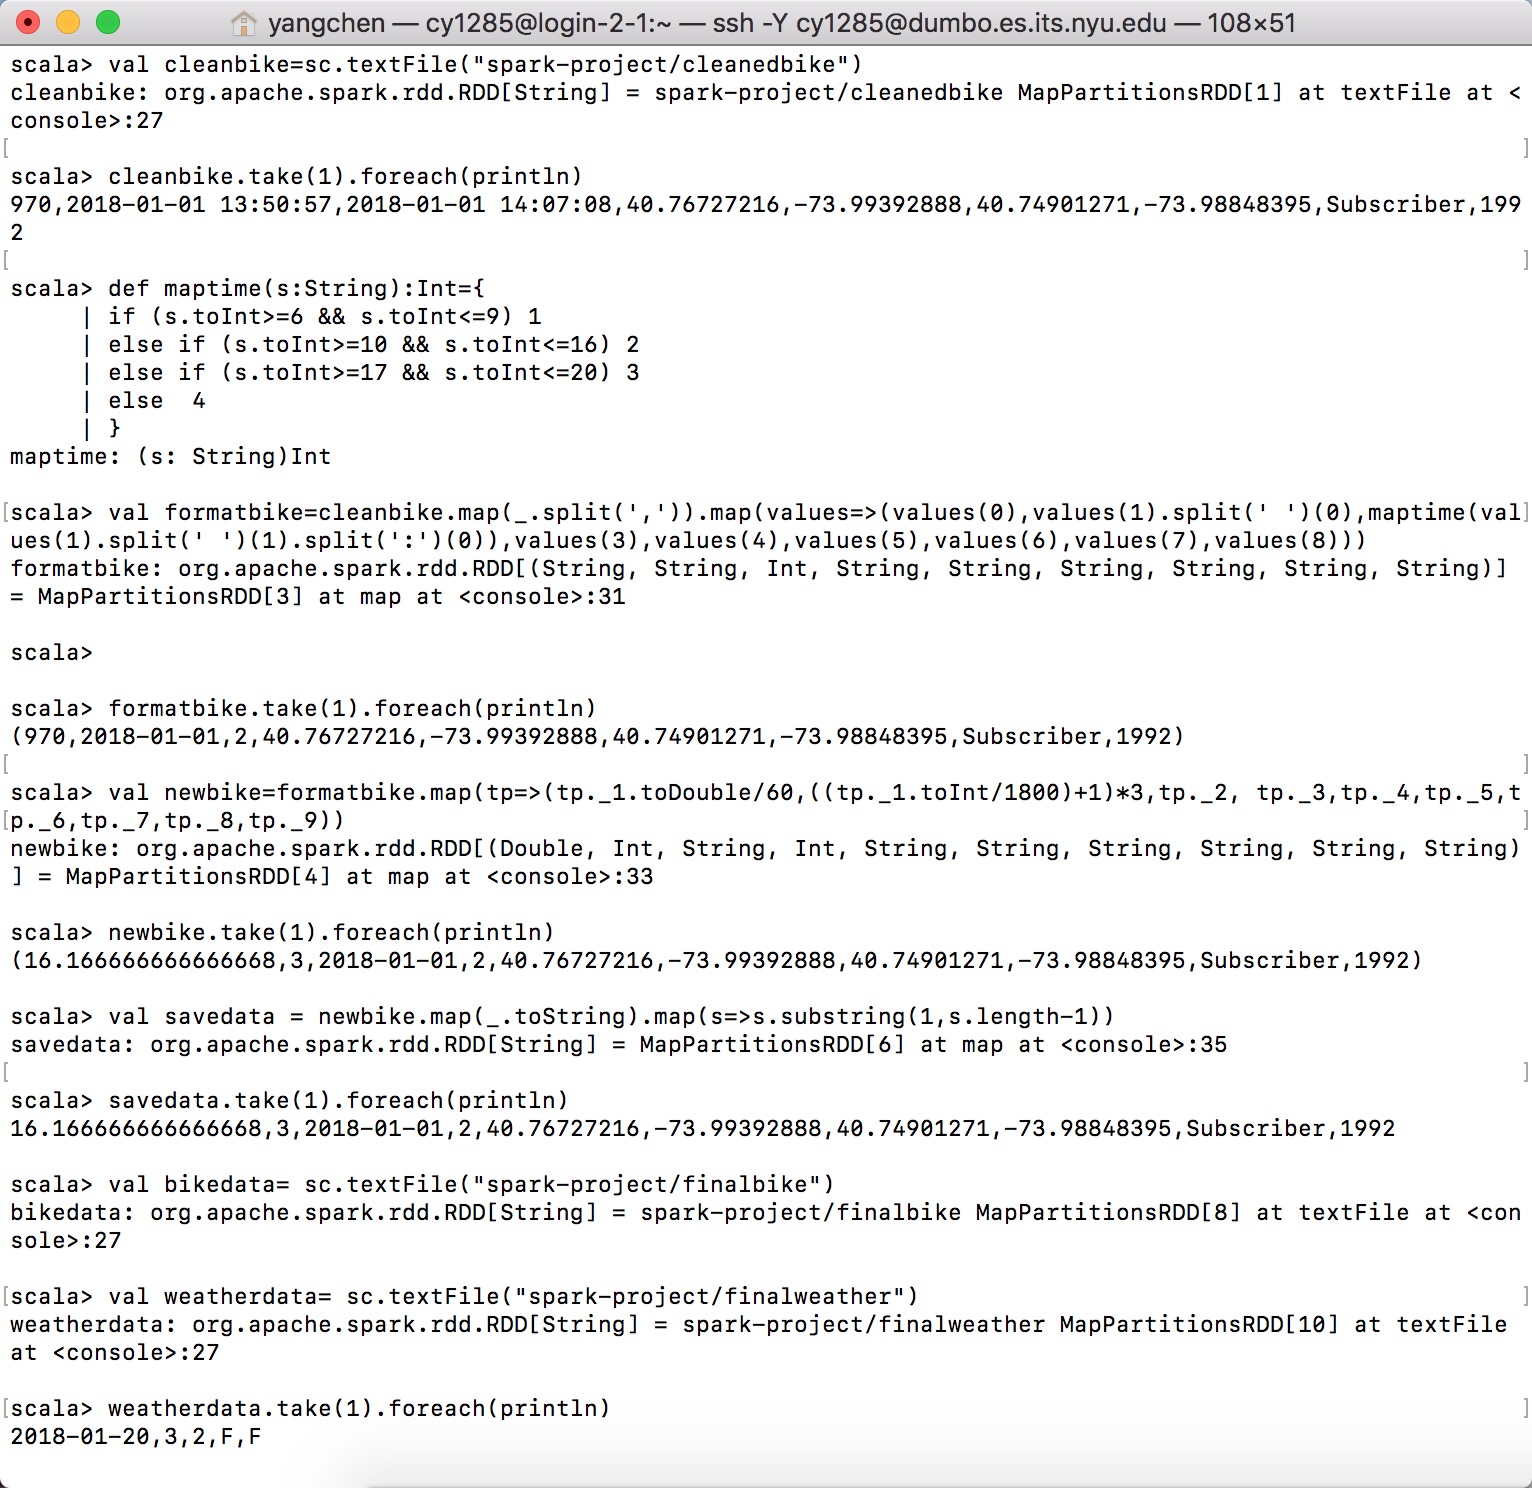 yangchen — cy1285@login-2-1:~ — ssh -Y cy1285@dumbo.es.its.nyu.edu — 108×51
scala> val cleanbike=sc.textFile("spark-project/cleanedbike")
cleanbike: org.apache.spark.rdd.RDD[String] = spark-project/cleanedbike MapPartitionsRDD[1] at textFile at <
console>:27
[ ]
scala> cleanbike.take(1).foreach(println)
970,2018-01-01 13:50:57,2018-01-01 14:07:08,40.76727216,-73.99392888,40.74901271,-73.98848395,Subscriber,199
2
[ ]
scala> def maptime(s:String):Int={
| if (s.toInt>=6 && s.toInt<=9) 1
| else if (s.toInt>=10 && s.toInt<=16) 2
| else if (s.toInt>=17 && s.toInt<=20) 3
| else  4
| }
maptime: (s: String)Int
[scala> val formatbike=cleanbike.map(_.split(',')).map(values=>(values(0),values(1).split(' ')(0),maptime(val]
ues(1).split(' ')(1).split(':')(0)),values(3),values(4),values(5),values(6),values(7),values(8)))
formatbike: org.apache.spark.rdd.RDD[(String, String, Int, String, String, String, String, String, String)]
= MapPartitionsRDD[3] at map at <console>:31
scala>
scala> formatbike.take(1).foreach(println)
(970,2018-01-01,2,40.76727216,-73.99392888,40.74901271,-73.98848395,Subscriber,1992)
[ ]
scala> val newbike=formatbike.map(tp=>(tp._1.toDouble/60,((tp._1.toInt/1800)+1)*3,tp._2, tp._3,tp._4,tp._5,t
[p._6,tp._7,tp._8,tp._9)) ]
newbike: org.apache.spark.rdd.RDD[(Double, Int, String, Int, String, String, String, String, String, String)
] = MapPartitionsRDD[4] at map at <console>:33
scala> newbike.take(1).foreach(println)
(16.166666666666668,3,2018-01-01,2,40.76727216,-73.99392888,40.74901271,-73.98848395,Subscriber,1992)
scala> val savedata = newbike.map(_.toString).map(s=>s.substring(1,s.length-1))
savedata: org.apache.spark.rdd.RDD[String] = MapPartitionsRDD[6] at map at <console>:35
[ ]
scala> savedata.take(1).foreach(println)
16.166666666666668,3,2018-01-01,2,40.76727216,-73.99392888,40.74901271,-73.98848395,Subscriber,1992
scala> val bikedata= sc.textFile("spark-project/finalbike")
bikedata: org.apache.spark.rdd.RDD[String] = spark-project/finalbike MapPartitionsRDD[8] at textFile at <con
sole>:27
[scala> val weatherdata= sc.textFile("spark-project/finalweather") ]
weatherdata: org.apache.spark.rdd.RDD[String] = spark-project/finalweather MapPartitionsRDD[10] at textFile
at <console>:27
[scala> weatherdata.take(1).foreach(println) ]
2018-01-20,3,2,F,F